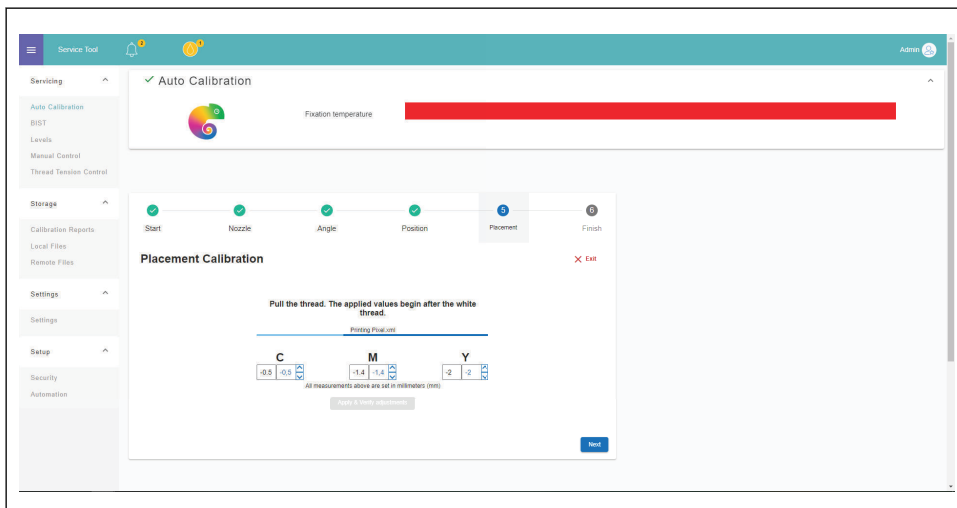 Service Tool
2
1
Admin
Servicing
Auto Calibration
BIST
Levels
Manual Control
Thread Tension Control
Storage
Calibration Reports
Local Files
Remote Files
Settings
Settings
Setup
Security
Automation
Auto Calibration
Fixation temperature
Start
Nozzle
Angle
Position
5
Placement
6
Finish
Placement Calibration
Exit
Pull the thread. The applied values begin after the white
thread.
Printing Pixel.xml
C M Y
-0.5 -0,5 -1.4 -1,4 -2 -2
All measurements above are set in millimeters (mm)
Apply & Verify adjustments
Next